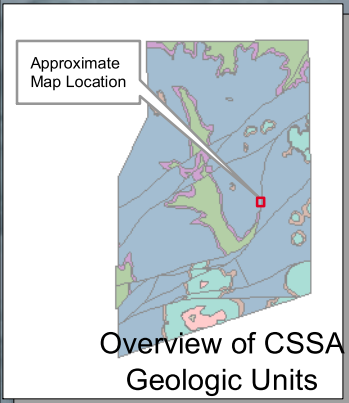 Approximate
Map Location
Overview of CSSA
Geologic Units